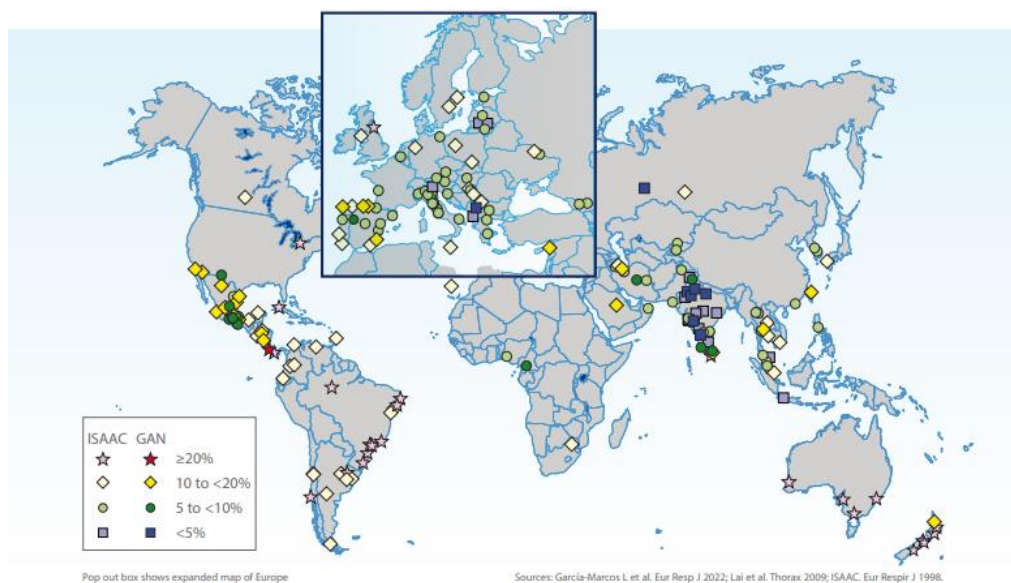 ISAAC GAN
≥20%
10 to <20%
5 to <10%
<5%
Pop out box shows expanded map of Europe
Sources: García-Marcos L et al. Eur Resp J 2022; Lai et al. Thorax 2009; ISAAC. Eur Respir J 1998.